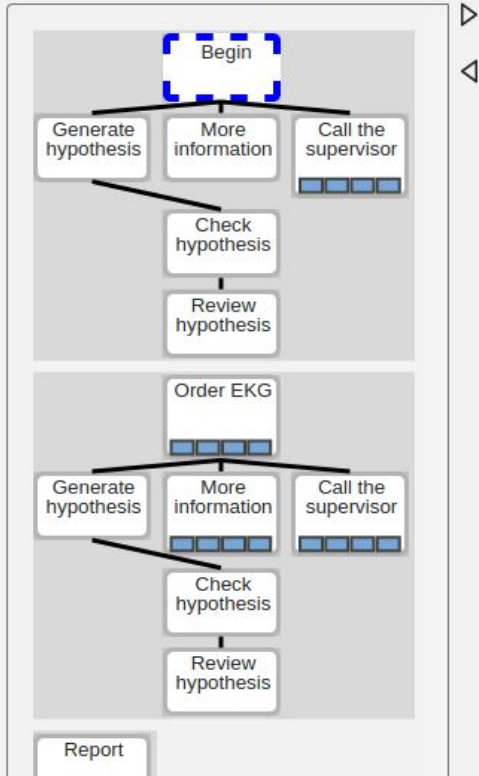 Begin
Generate
hypothesis
More
information
Call the
supervisor
Check
hypothesis
Review
hypothesis
Order EKG
Generate
hypothesis
More
information
Call the
supervisor
Check
hypothesis
Review
hypothesis
Report